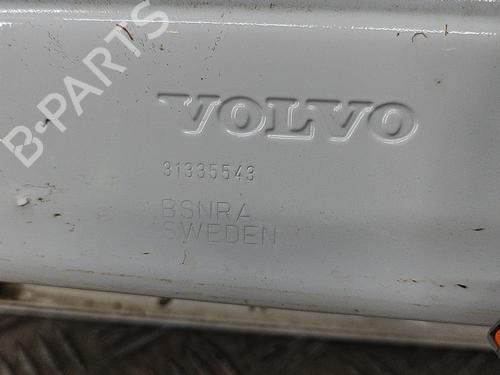 B-PARTS
VOLVO
31335543
BSNRA
SWEDEN